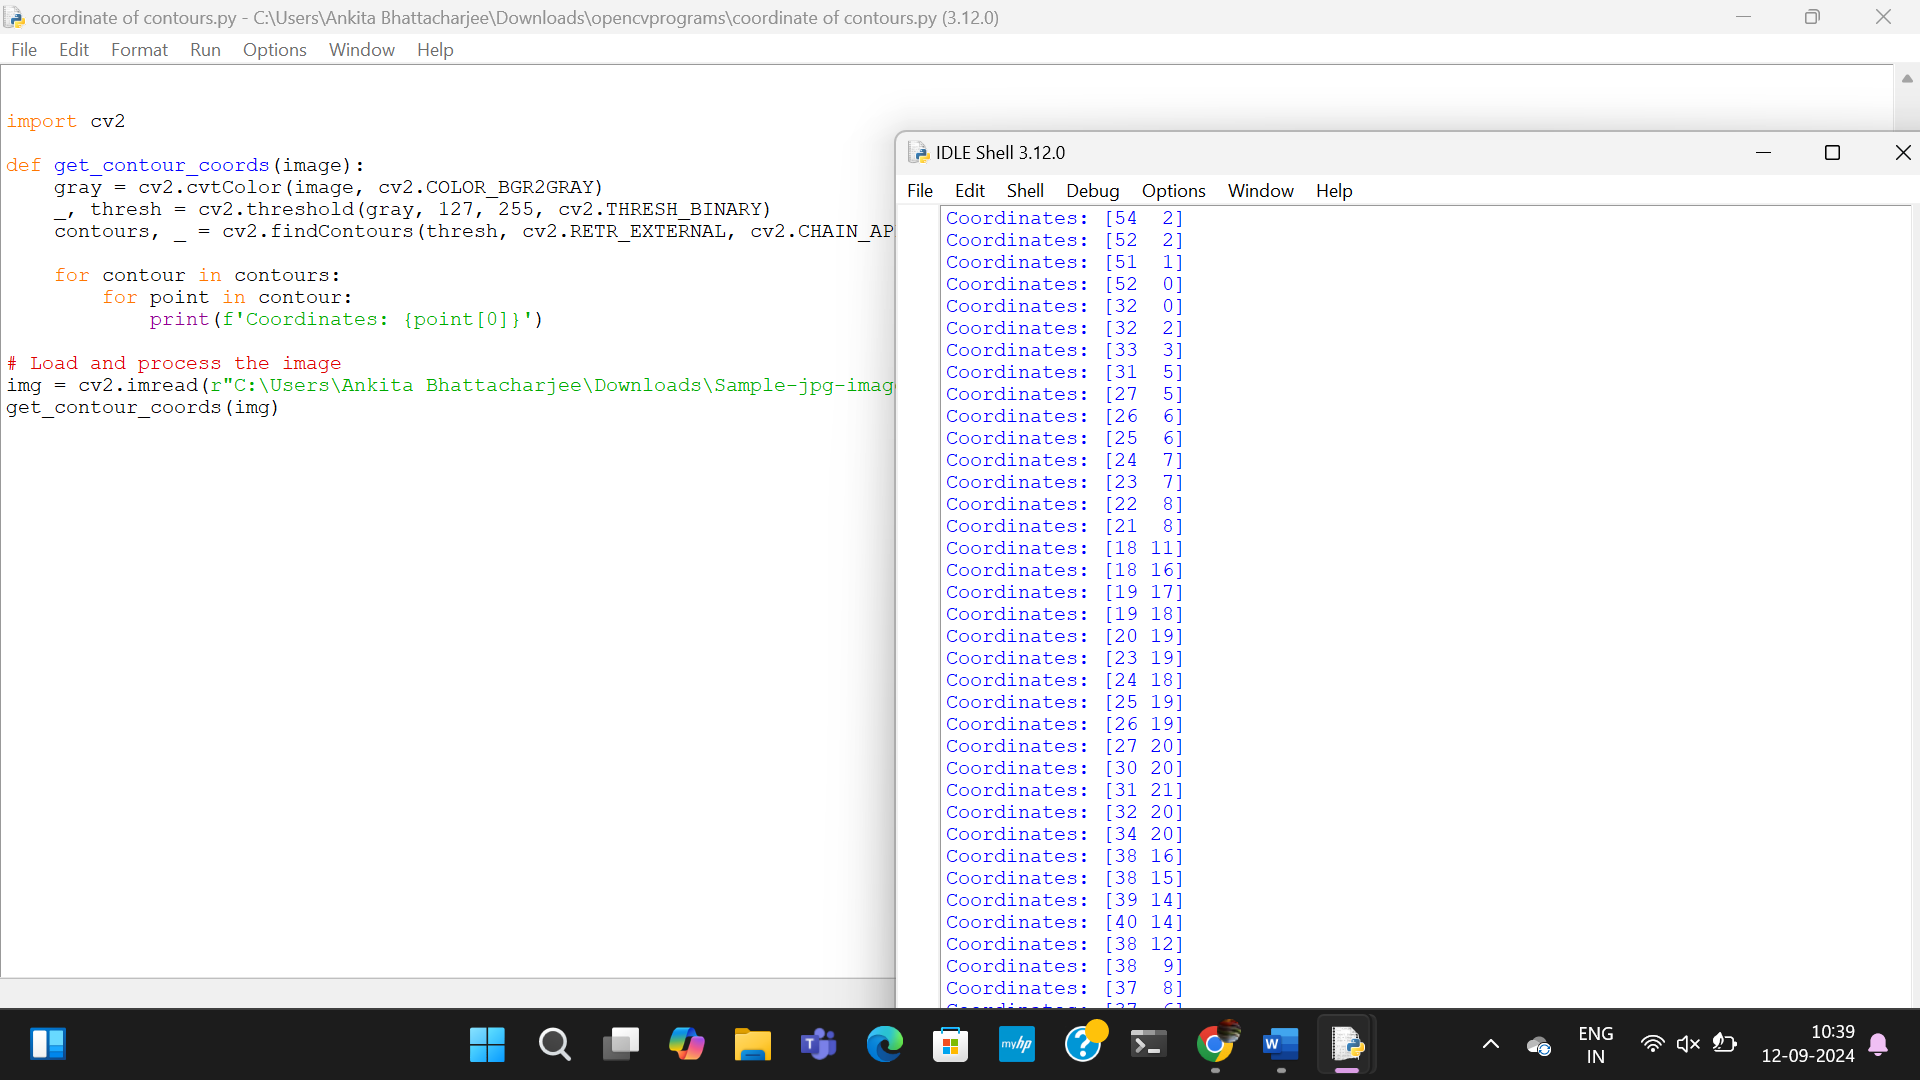 coordinate of contours.py - C:\Users\Ankita Bhattacharjee\Downloads\opencvprograms\coordinate of contours.py (3.12.0)
File Edit Format Run Options Window Help
import cv2
def get_contour_coords(image):
gray = cv2.cvtColor(image, cv2.COLOR_BGR2GRAY)
_, thresh = cv2.threshold(gray, 127, 255, cv2.THRESH_BINARY)
contours, _ = cv2.findContours(thresh, cv2.RETR_EXTERNAL, cv2.CHAIN_AP
for contour in contours:
for point in contour:
print(f'Coordinates: {point[0]}')
# Load and process the image
img = cv2.imread(r"C:\Users\Ankita Bhattacharjee\Downloads\Sample-jpg-imag
get_contour_coords(img)
IDLE Shell 3.12.0
File Edit Shell Debug Options Window Help
Coordinates: [54  2]
Coordinates: [52  2]
Coordinates: [51  1]
Coordinates: [52  0]
Coordinates: [32  0]
Coordinates: [32  2]
Coordinates: [33  3]
Coordinates: [31  5]
Coordinates: [27  5]
Coordinates: [26  6]
Coordinates: [25  6]
Coordinates: [24  7]
Coordinates: [23  7]
Coordinates: [22  8]
Coordinates: [21  8]
Coordinates: [18 11]
Coordinates: [18 16]
Coordinates: [19 17]
Coordinates: [19 18]
Coordinates: [20 19]
Coordinates: [23 19]
Coordinates: [24 18]
Coordinates: [25 19]
Coordinates: [26 19]
Coordinates: [27 20]
Coordinates: [30 20]
Coordinates: [31 21]
Coordinates: [32 20]
Coordinates: [34 20]
Coordinates: [38 16]
Coordinates: [38 15]
Coordinates: [39 14]
Coordinates: [40 14]
Coordinates: [38 12]
Coordinates: [38  9]
Coordinates: [37  8]
myhp
ENG
IN
10:39
12-09-2024